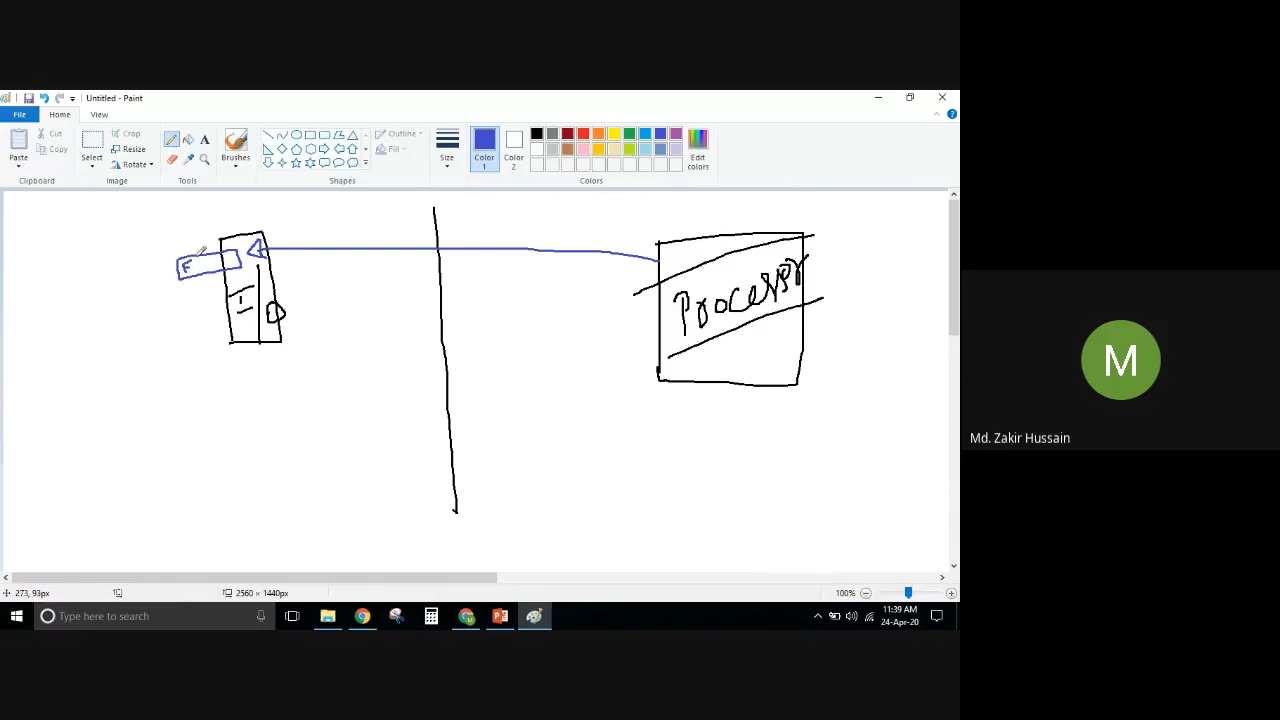 Untitled - Paint
File Home View
Cut
Copy
Paste
Clipboard
Select
Crop
Resize
Rotate
Image
Tools
Brushes
Shapes
Outline
Fill
Size
Color 1
Color 2
Edit colors
Colors
F
I
D
Processor
Md. Zakir Hussain
M
273, 93px
2560 × 1440px
100%
Type here to search
11:39 AM
24-Apr-20